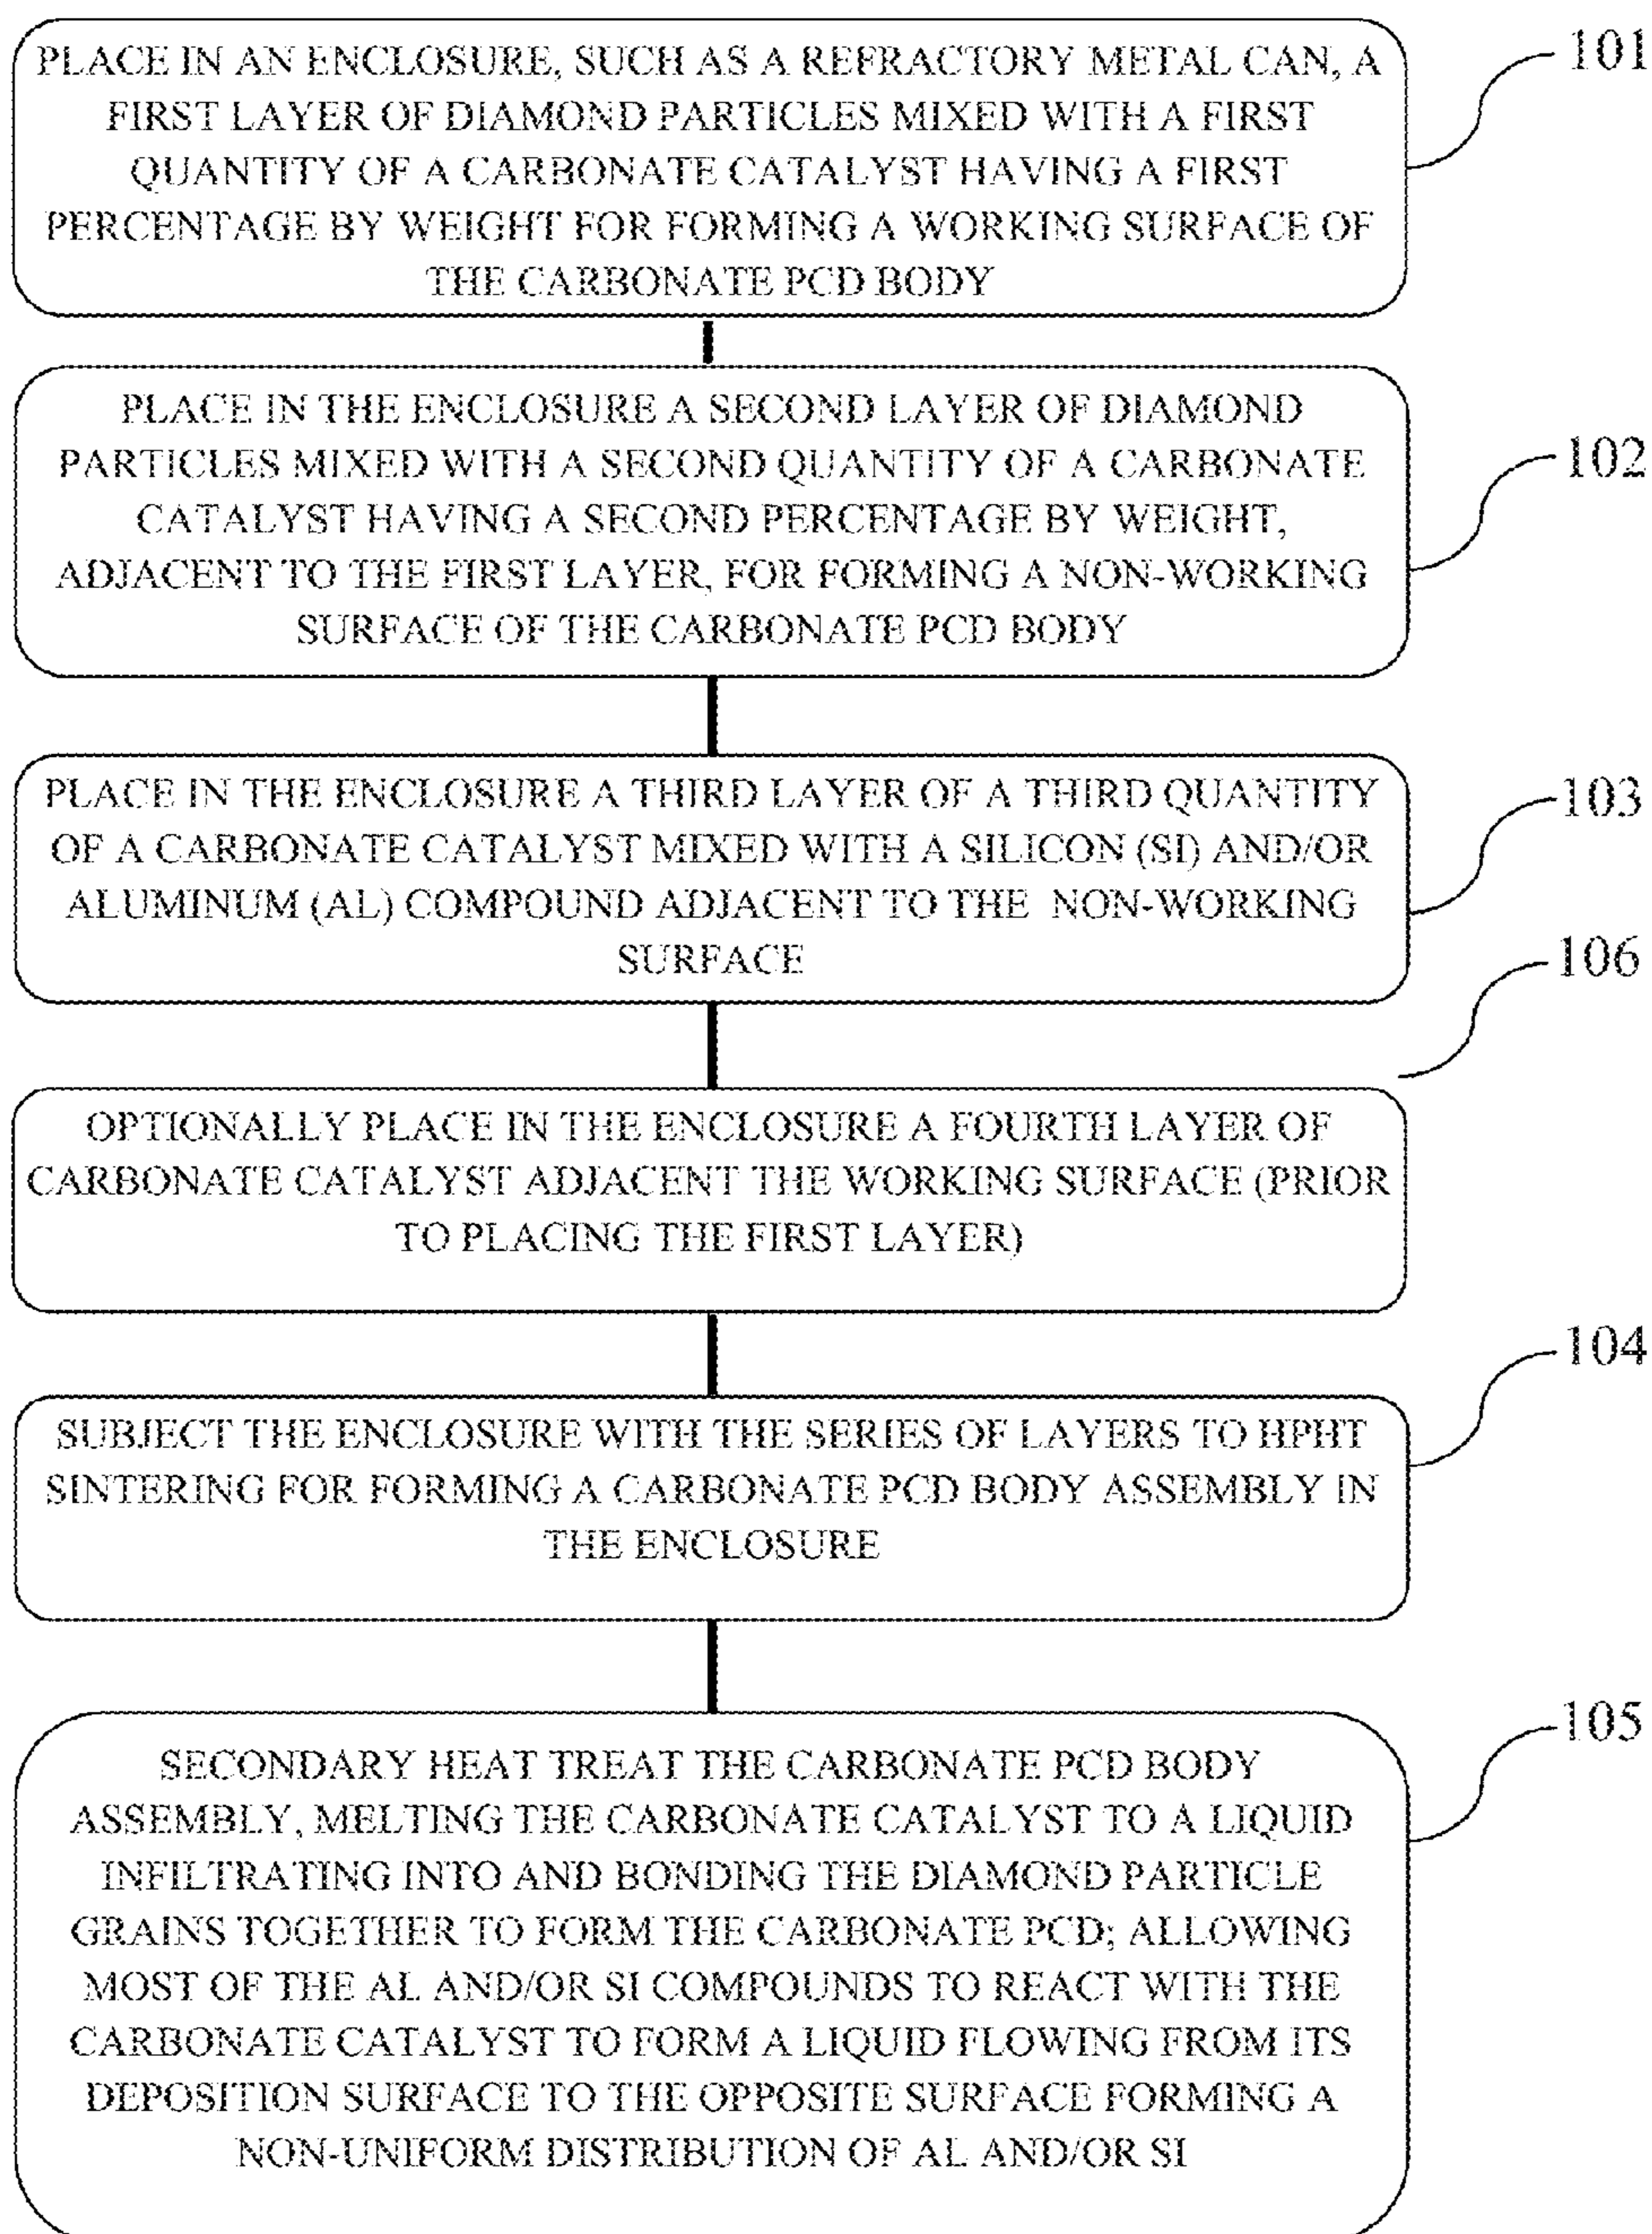 PLACE IN AN ENCLOSURE, SUCH AS A REFRACTORY METAL CAN, A
FIRST LAYER OF DIAMOND PARTICLES MIXED WITH A FIRST
QUANTITY OF A CARBONATE CATALYST HAVING A FIRST
PERCENTAGE BY WEIGHT FOR FORMING A WORKING SURFACE OF
THE CARBONATE PCD BODY
101
PLACE IN THE ENCLOSURE A SECOND LAYER OF DIAMOND
PARTICLES MIXED WITH A SECOND QUANTITY OF A CARBONATE
CATALYST HAVING A SECOND PERCENTAGE BY WEIGHT,
ADJACENT TO THE FIRST LAYER, FOR FORMING A NON-WORKING
SURFACE OF THE CARBONATE PCD BODY
102
PLACE IN THE ENCLOSURE A THIRD LAYER OF A THIRD QUANTITY
OF A CARBONATE CATALYST MIXED WITH A SILICON (SI) AND/OR
ALUMINUM (AL) COMPOUND ADJACENT TO THE NON-WORKING
SURFACE
103
106
OPTIONALLY PLACE IN THE ENCLOSURE A FOURTH LAYER OF
CARBONATE CATALYST ADJACENT THE WORKING SURFACE (PRIOR
TO PLACING THE FIRST LAYER)
104
SUBJECT THE ENCLOSURE WITH THE SERIES OF LAYERS TO HPHT
SINTERING FOR FORMING A CARBONATE PCD BODY ASSEMBLY IN
THE ENCLOSURE
105
SECONDARY HEAT TREAT THE CARBONATE PCD BODY
ASSEMBLY, MELTING THE CARBONATE CATALYST TO A LIQUID
INFILTRATING INTO AND BONDING THE DIAMOND PARTICLE
GRAINS TOGETHER TO FORM THE CARBONATE PCD; ALLOWING
MOST OF THE AL AND/OR SI COMPOUNDS TO REACT WITH THE
CARBONATE CATALYST TO FORM A LIQUID FLOWING FROM ITS
DEPOSITION SURFACE TO THE OPPOSITE SURFACE FORMING A
NON-UNIFORM DISTRIBUTION OF AL AND/OR SI